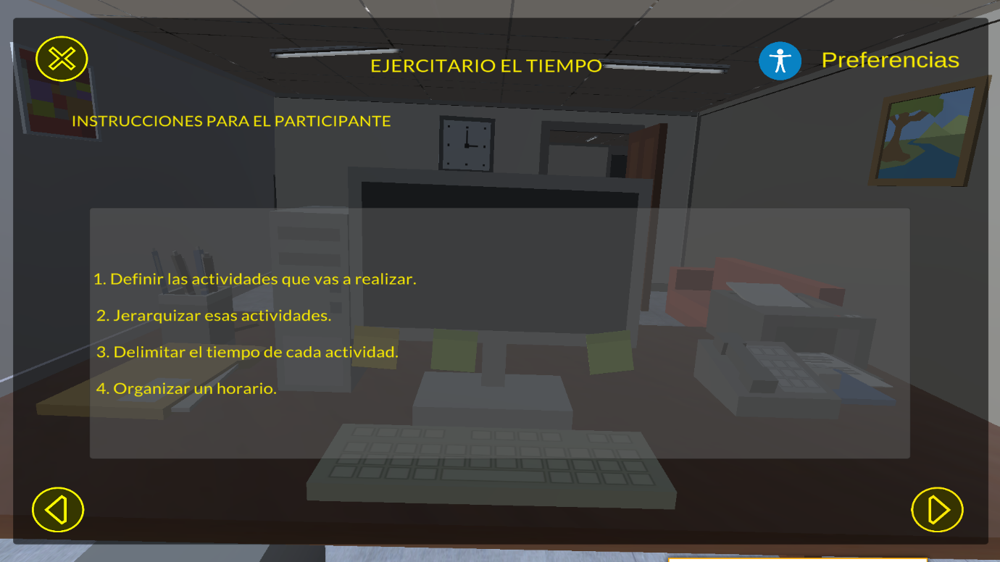 EJERCITARIO EL TIEMPO
Preferencias
INSTRUCCIONES PARA EL PARTICIPANTE
1. Definir las actividades que vas a realizar.
2. Jerarquizar esas actividades.
3. Delimitar el tiempo de cada actividad.
4. Organizar un horario.